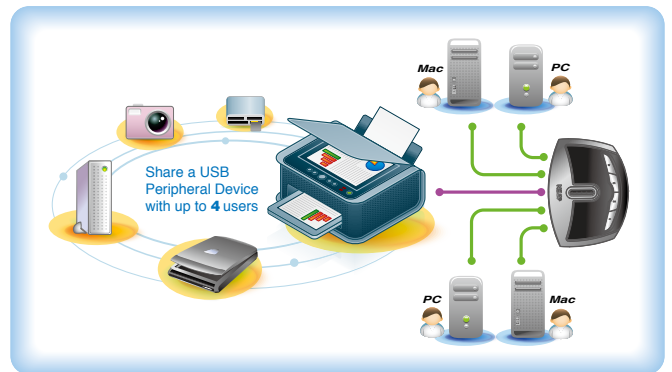 Mac
PC
Share a USB
Peripheral Device
with up to 4 users
PC
Mac